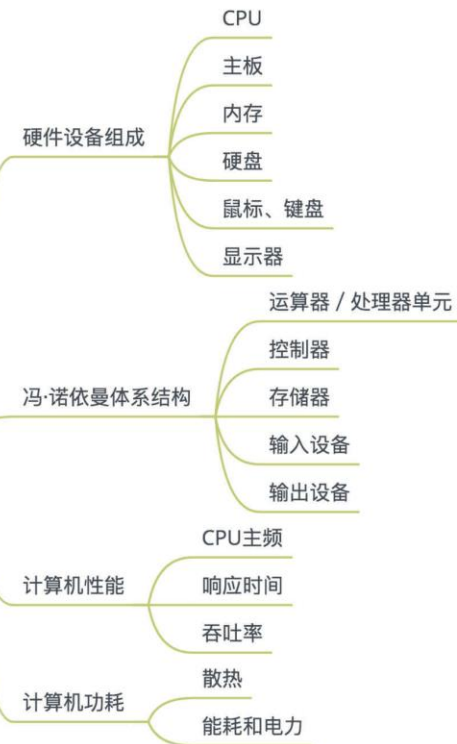 CPU
主板
内存
硬件设备组成
硬盘
鼠标、键盘
显示器
运算器 / 处理器单元
控制器
冯·诺依曼体系结构
存储器
输入设备
输出设备
CPU主频
计算机性能
响应时间
吞吐率
散热
计算机功耗
能耗和电力